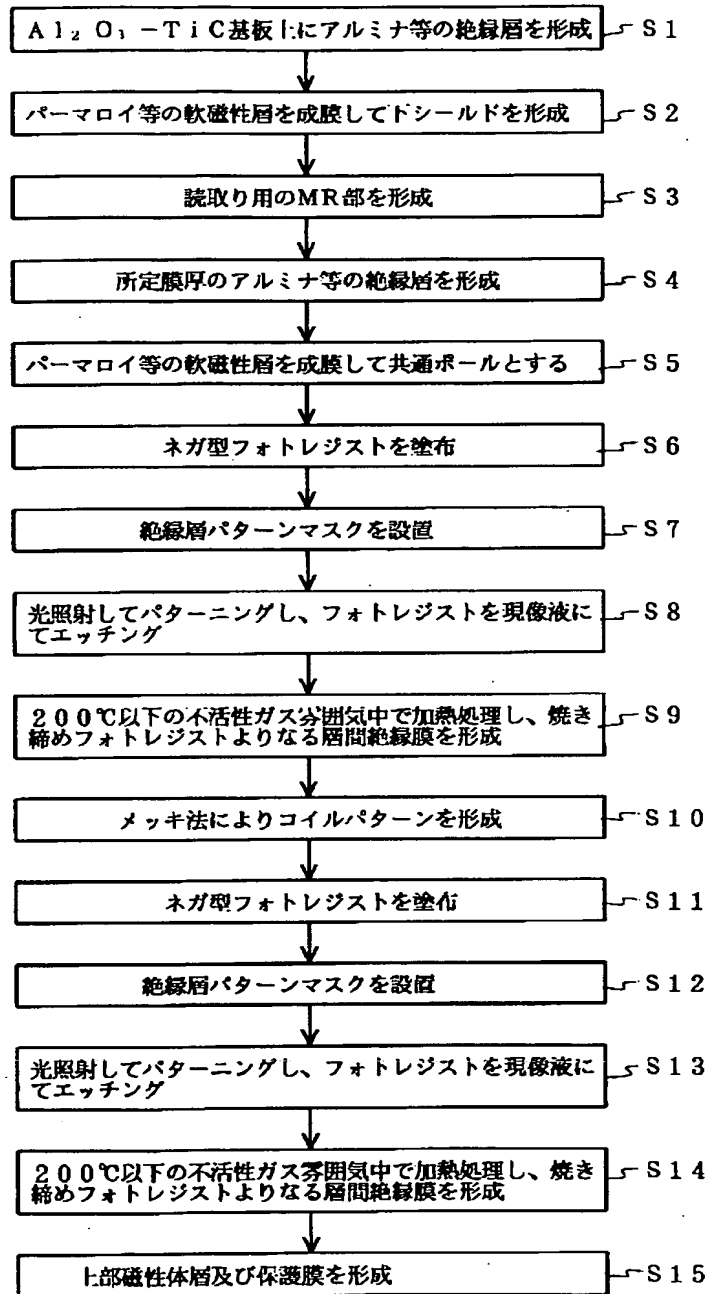 Al₂O₃－TiC基板上にアルミナ等の絶縁層を形成 S1
パーマロイ等の軟磁性層を成膜して下シールドを形成 S2
読取り用のMR部を形成 S3
所定膜厚のアルミナ等の絶縁層を形成 S4
パーマロイ等の軟磁性層を成膜して共通ポールとする S5
ネガ型フォトレジストを塗布 S6
絶縁層パターンマスクを設置 S7
光照射してパターニングし、フォトレジストを現像液に S8
てエッチング
200℃以下の不活性ガス雰囲気中で加熱処理し、焼き S9
締めフォトレジストよりなる層間絶縁膜を形成
メッキ法によりコイルパターンを形成 S10
ネガ型フォトレジストを塗布 S11
絶縁層パターンマスクを設置 S12
光照射してパターニングし、フォトレジストを現像液に S13
てエッチング
200℃以下の不活性ガス雰囲気中で加熱処理し、焼き S14
締めフォトレジストよりなる層間絶縁膜を形成
上部磁性体層及び保護膜を形成 S15